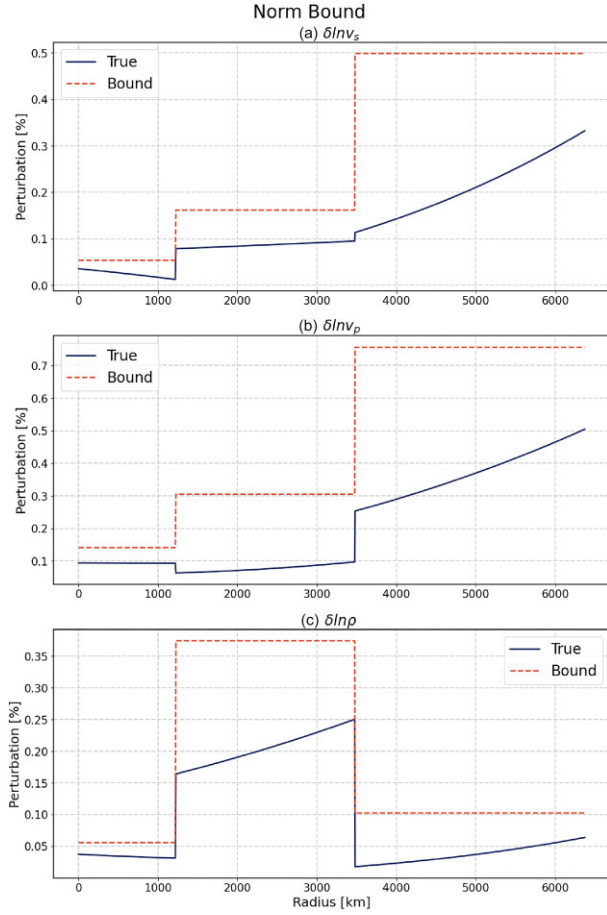 Norm Bound
(a) δlnvₛ
Perturbation [%]
0.5
0.4
0.3
0.2
0.1
0.0
True
Bound
0 1000 2000 3000 4000 5000 6000
(b) δlnvₚ
Perturbation [%]
0.7
0.6
0.5
0.4
0.3
0.2
0.1
True
Bound
0 1000 2000 3000 4000 5000 6000
(c) δlnρ
Perturbation [%]
0.35
0.30
0.25
0.20
0.15
0.10
0.05
True
Bound
0 1000 2000 3000 4000 5000 6000
Radius [km]